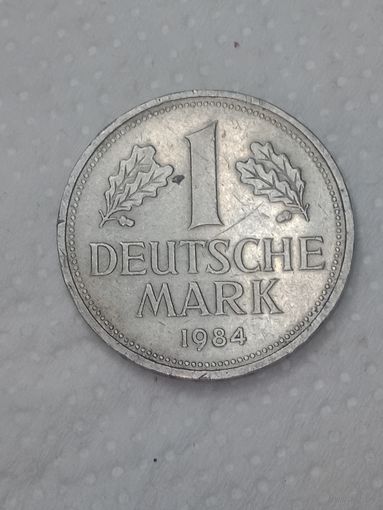 1
DEUTSCHE
MARK
1984